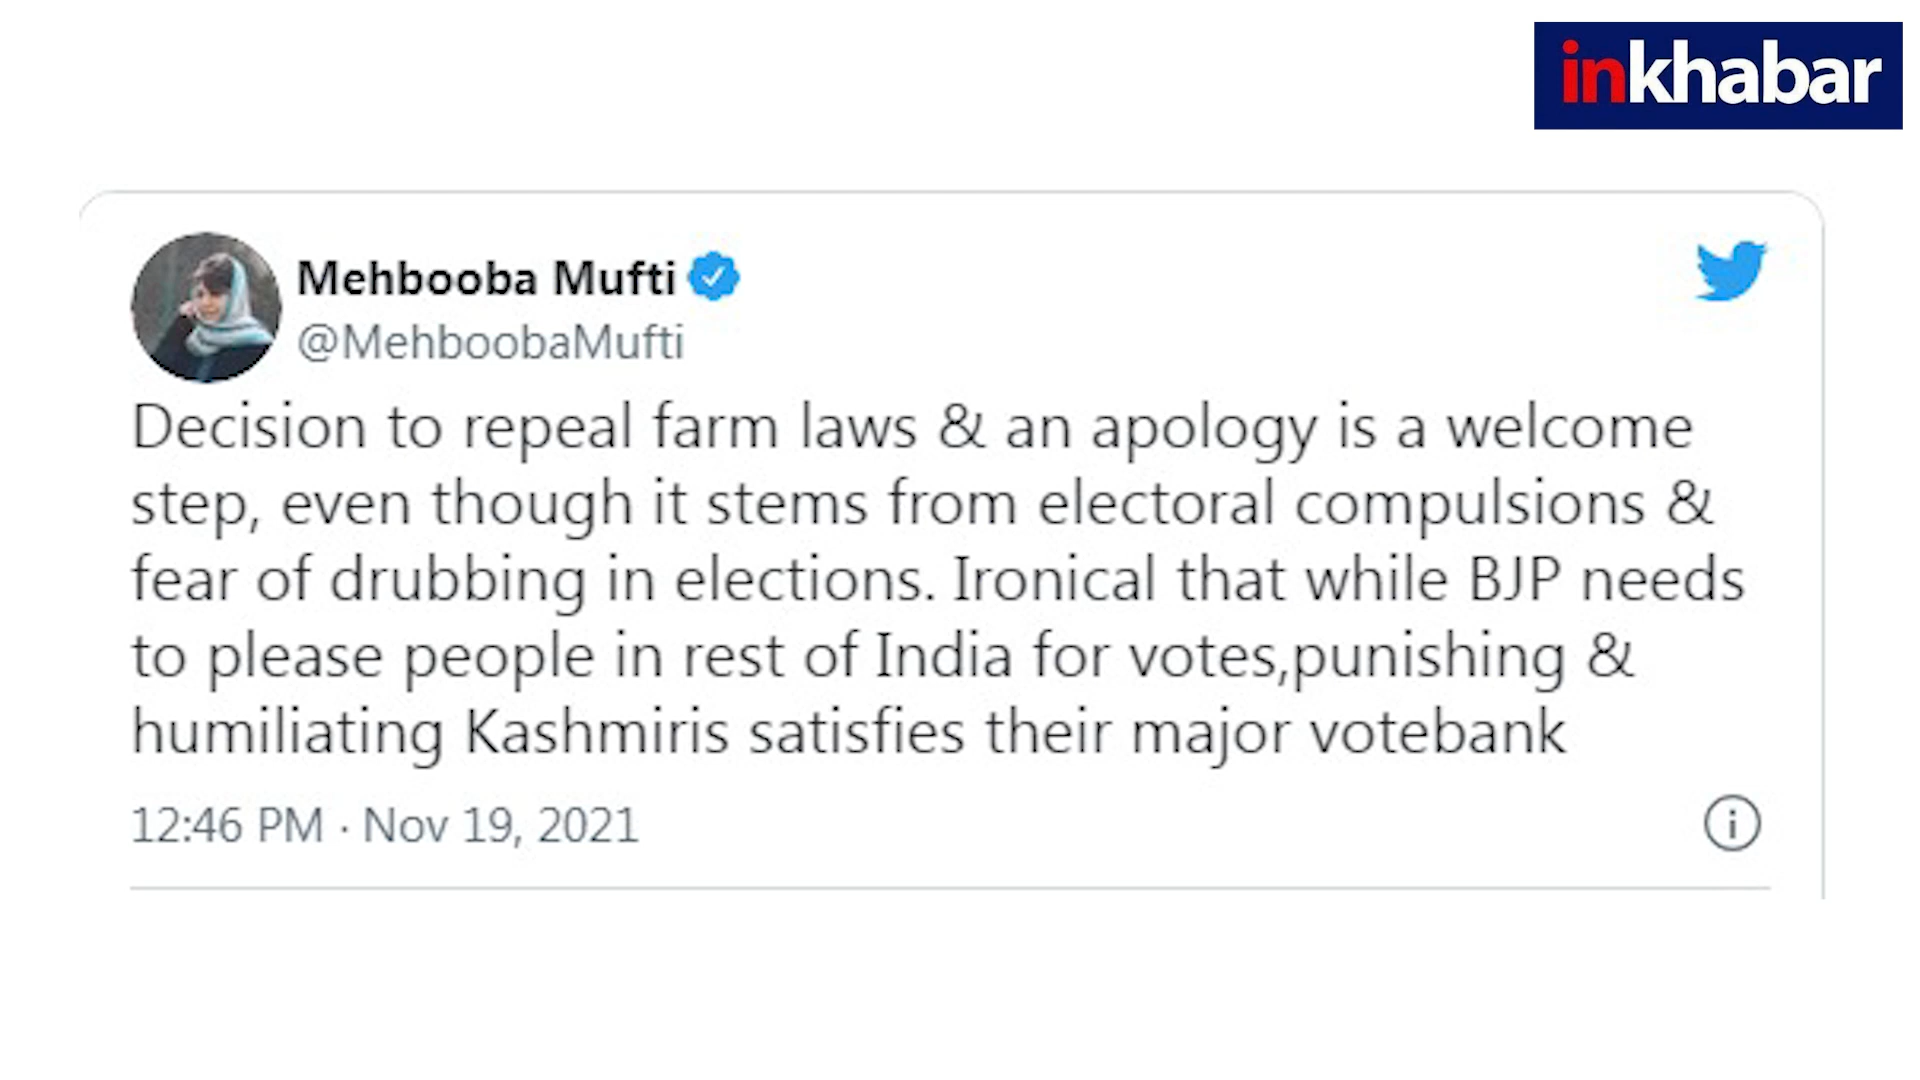 inkhabar
Mehbooba Mufti
@MehboobaMufti
Decision to repeal farm laws & an apology is a welcome
step, even though it stems from electoral compulsions &
fear of drubbing in elections. Ironical that while BJP needs
to please people in rest of India for votes,punishing &
humiliating Kashmiris satisfies their major votebank
12:46 PM · Nov 19, 2021